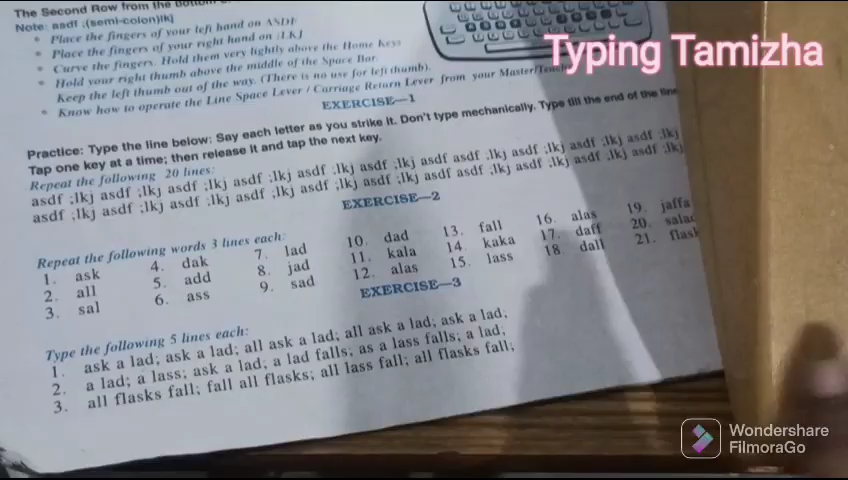 The Second Row from the Bottom
Note: asdf ;(semi-colon)lkj
• Place the fingers of your left hand on ASDF
• Place the fingers of your right hand on ;LKJ
• Curve the fingers. Hold them very lightly above the Home Keys
• Hold your right thumb above the middle of the Space Bar.
Keep the left thumb out of the way. (There is no use for left thumb).
• Know how to operate the Line Space Lever / Carriage Return Lever from your Master/
EXERCISE—1
Practice: Type the line below: Say each letter as you strike it. Don't type mechanically. Type till the end of the line
Tap one key at a time; then release it and tap the next key.
Repeat the following 20 lines:
asdf ;lkj asdf ;lkj asdf ;lkj asdf ;lkj asdf ;lkj asdf ;lkj asdf asdf ;lkj asdf ;lkj asdf ;lkj
asdf ;lkj asdf ;lkj asdf ;lkj asdf ;lkj asdf ;lkj asdf ;lkj asdf ;lkj asdf ;lkj asdf ;lkj asdf ;lkj
EXERCISE—2
Repeat the following words 3 lines each:
1. ask 4. dak 7. lad 10. dad 13. fall 16. alas 19. jaffa
2. all 5. add 8. jad 11. kala 14. kaka 17. daff 20. salad
3. sal 6. ass 9. sad 12. alas 15. lass 18. dall 21. flask
EXERCISE—3
Type the following 5 lines each:
1. ask a lad; ask a lad; all ask a lad; all ask a lad; ask a lad;
2. a lad; a lass; ask a lad; a lad falls; as a lass falls; a lad;
3. all flasks fall; fall all flasks; all lass fall; all flasks fall;
Typing Tamizha
Wondershare
FilmoraGo